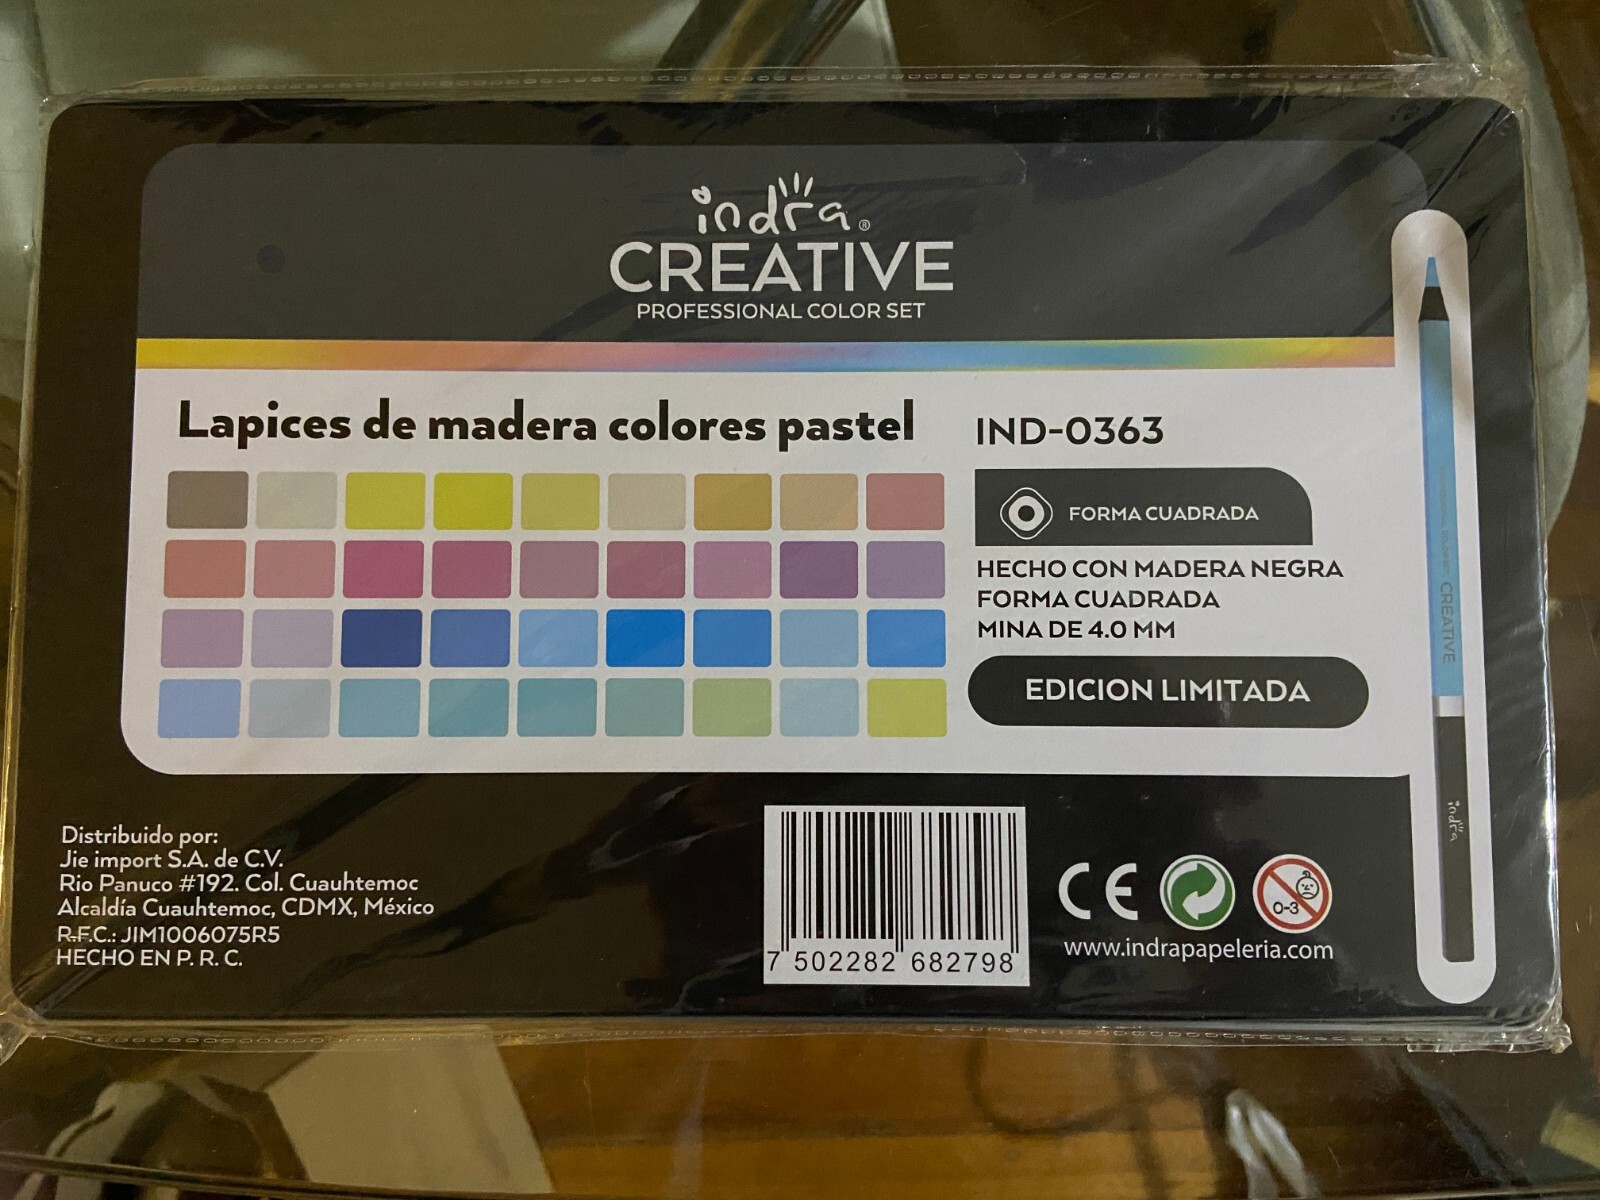 indra®
CREATIVE
PROFESSIONAL COLOR SET
Lapices de madera colores pastel
IND-0363
FORMA CUADRADA
HECHO CON MADERA NEGRA
FORMA CUADRADA
MINA DE 4.0 MM
EDICION LIMITADA
CREATIVE
indra
Distribuido por:
Jie import S.A. de C.V.
Rio Panuco #192. Col. Cuauhtemoc
Alcaldía Cuauhtemoc, CDMX, México
R.F.C.: JIM1006075R5
HECHO EN P. R. C.
7 502282 682798
CE
0-3
www.indrapapeleria.com